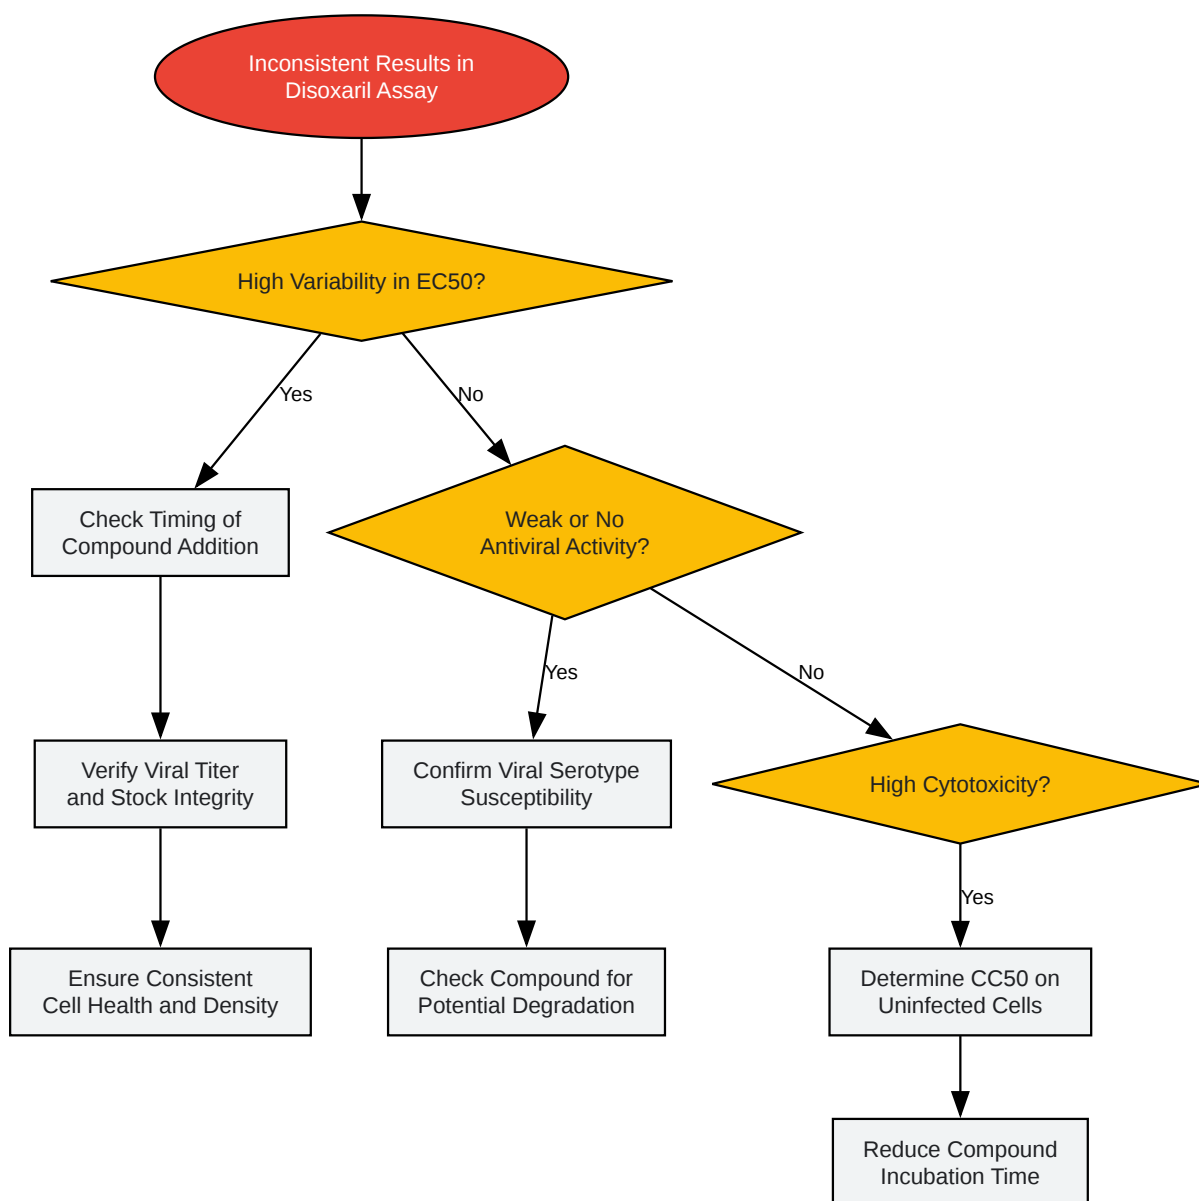 Inconsistent Results in
Disoxaril Assay
High Variability in EC50?
Yes
No
Check Timing of
Compound Addition
Weak or No
Antiviral Activity?
Yes
No
Verify Viral Titer
and Stock Integrity
Confirm Viral Serotype
Susceptibility
High Cytotoxicity?
Yes
Ensure Consistent
Cell Health and Density
Check Compound for
Potential Degradation
Determine CC50 on
Uninfected Cells
Reduce Compound
Incubation Time